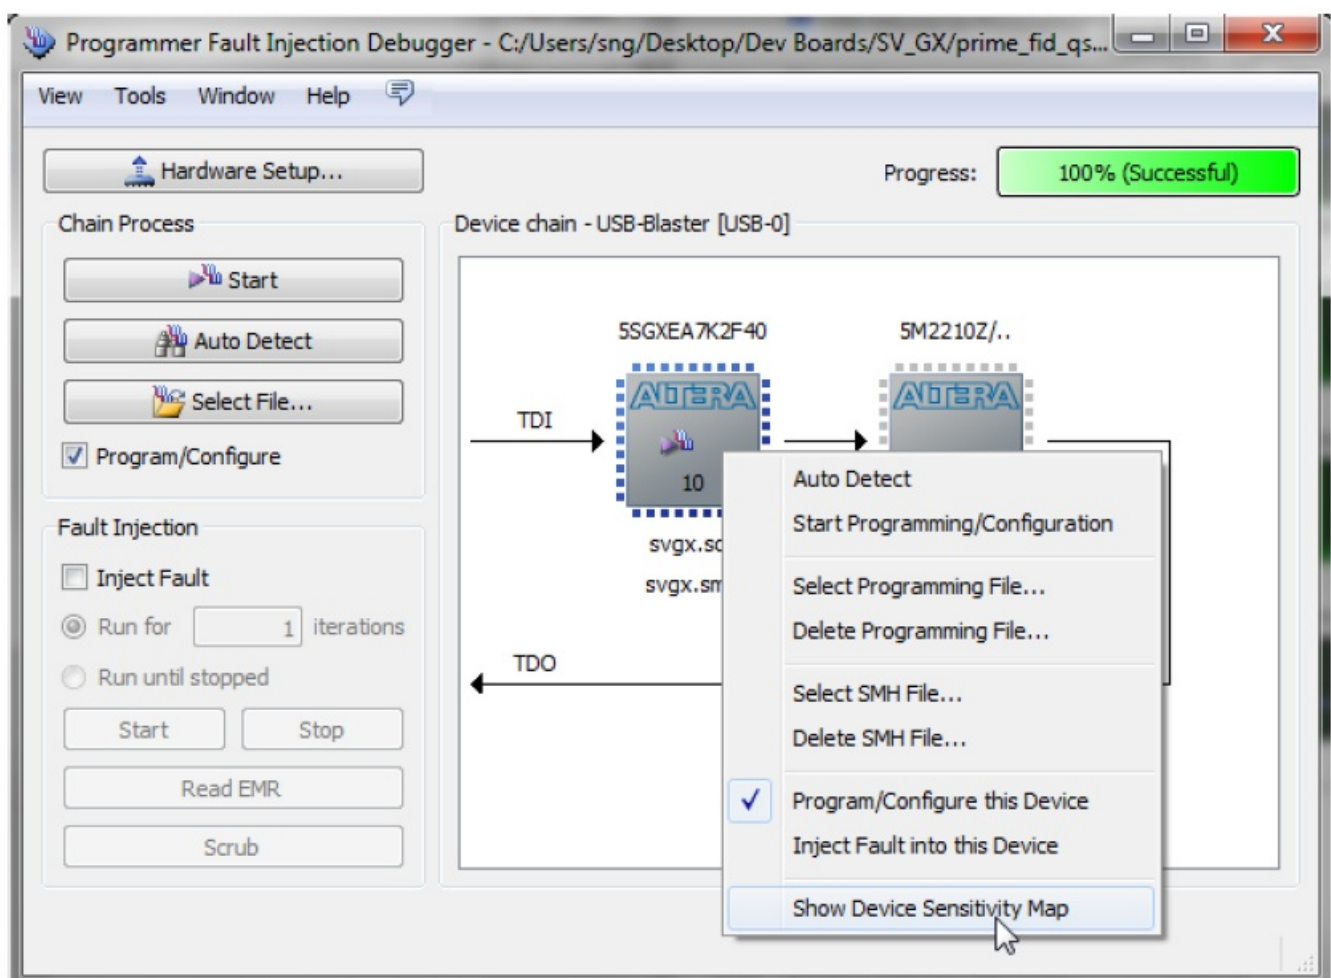 Programmer Fault Injection Debugger - C:/Users/sng/Desktop/Dev Boards/SV_GX/prime_fid_qs...
View Tools Window Help
Hardware Setup...
Progress: 100% (Successful)
Chain Process
Start
Auto Detect
Select File...
Program/Configure
Fault Injection
Inject Fault
Run for 1 iterations
Run until stopped
Start Stop
Read EMR
Scrub
Device chain - USB-Blaster [USB-0]
5SGXEA7K2F40 5M2210Z/..
ALTERA ALTERA
TDI
10
svgx.so
svgx.sm
TDO
Auto Detect
Start Programming/Configuration
Select Programming File...
Delete Programming File...
Select SMH File...
Delete SMH File...
Program/Configure this Device
Inject Fault into this Device
Show Device Sensitivity Map